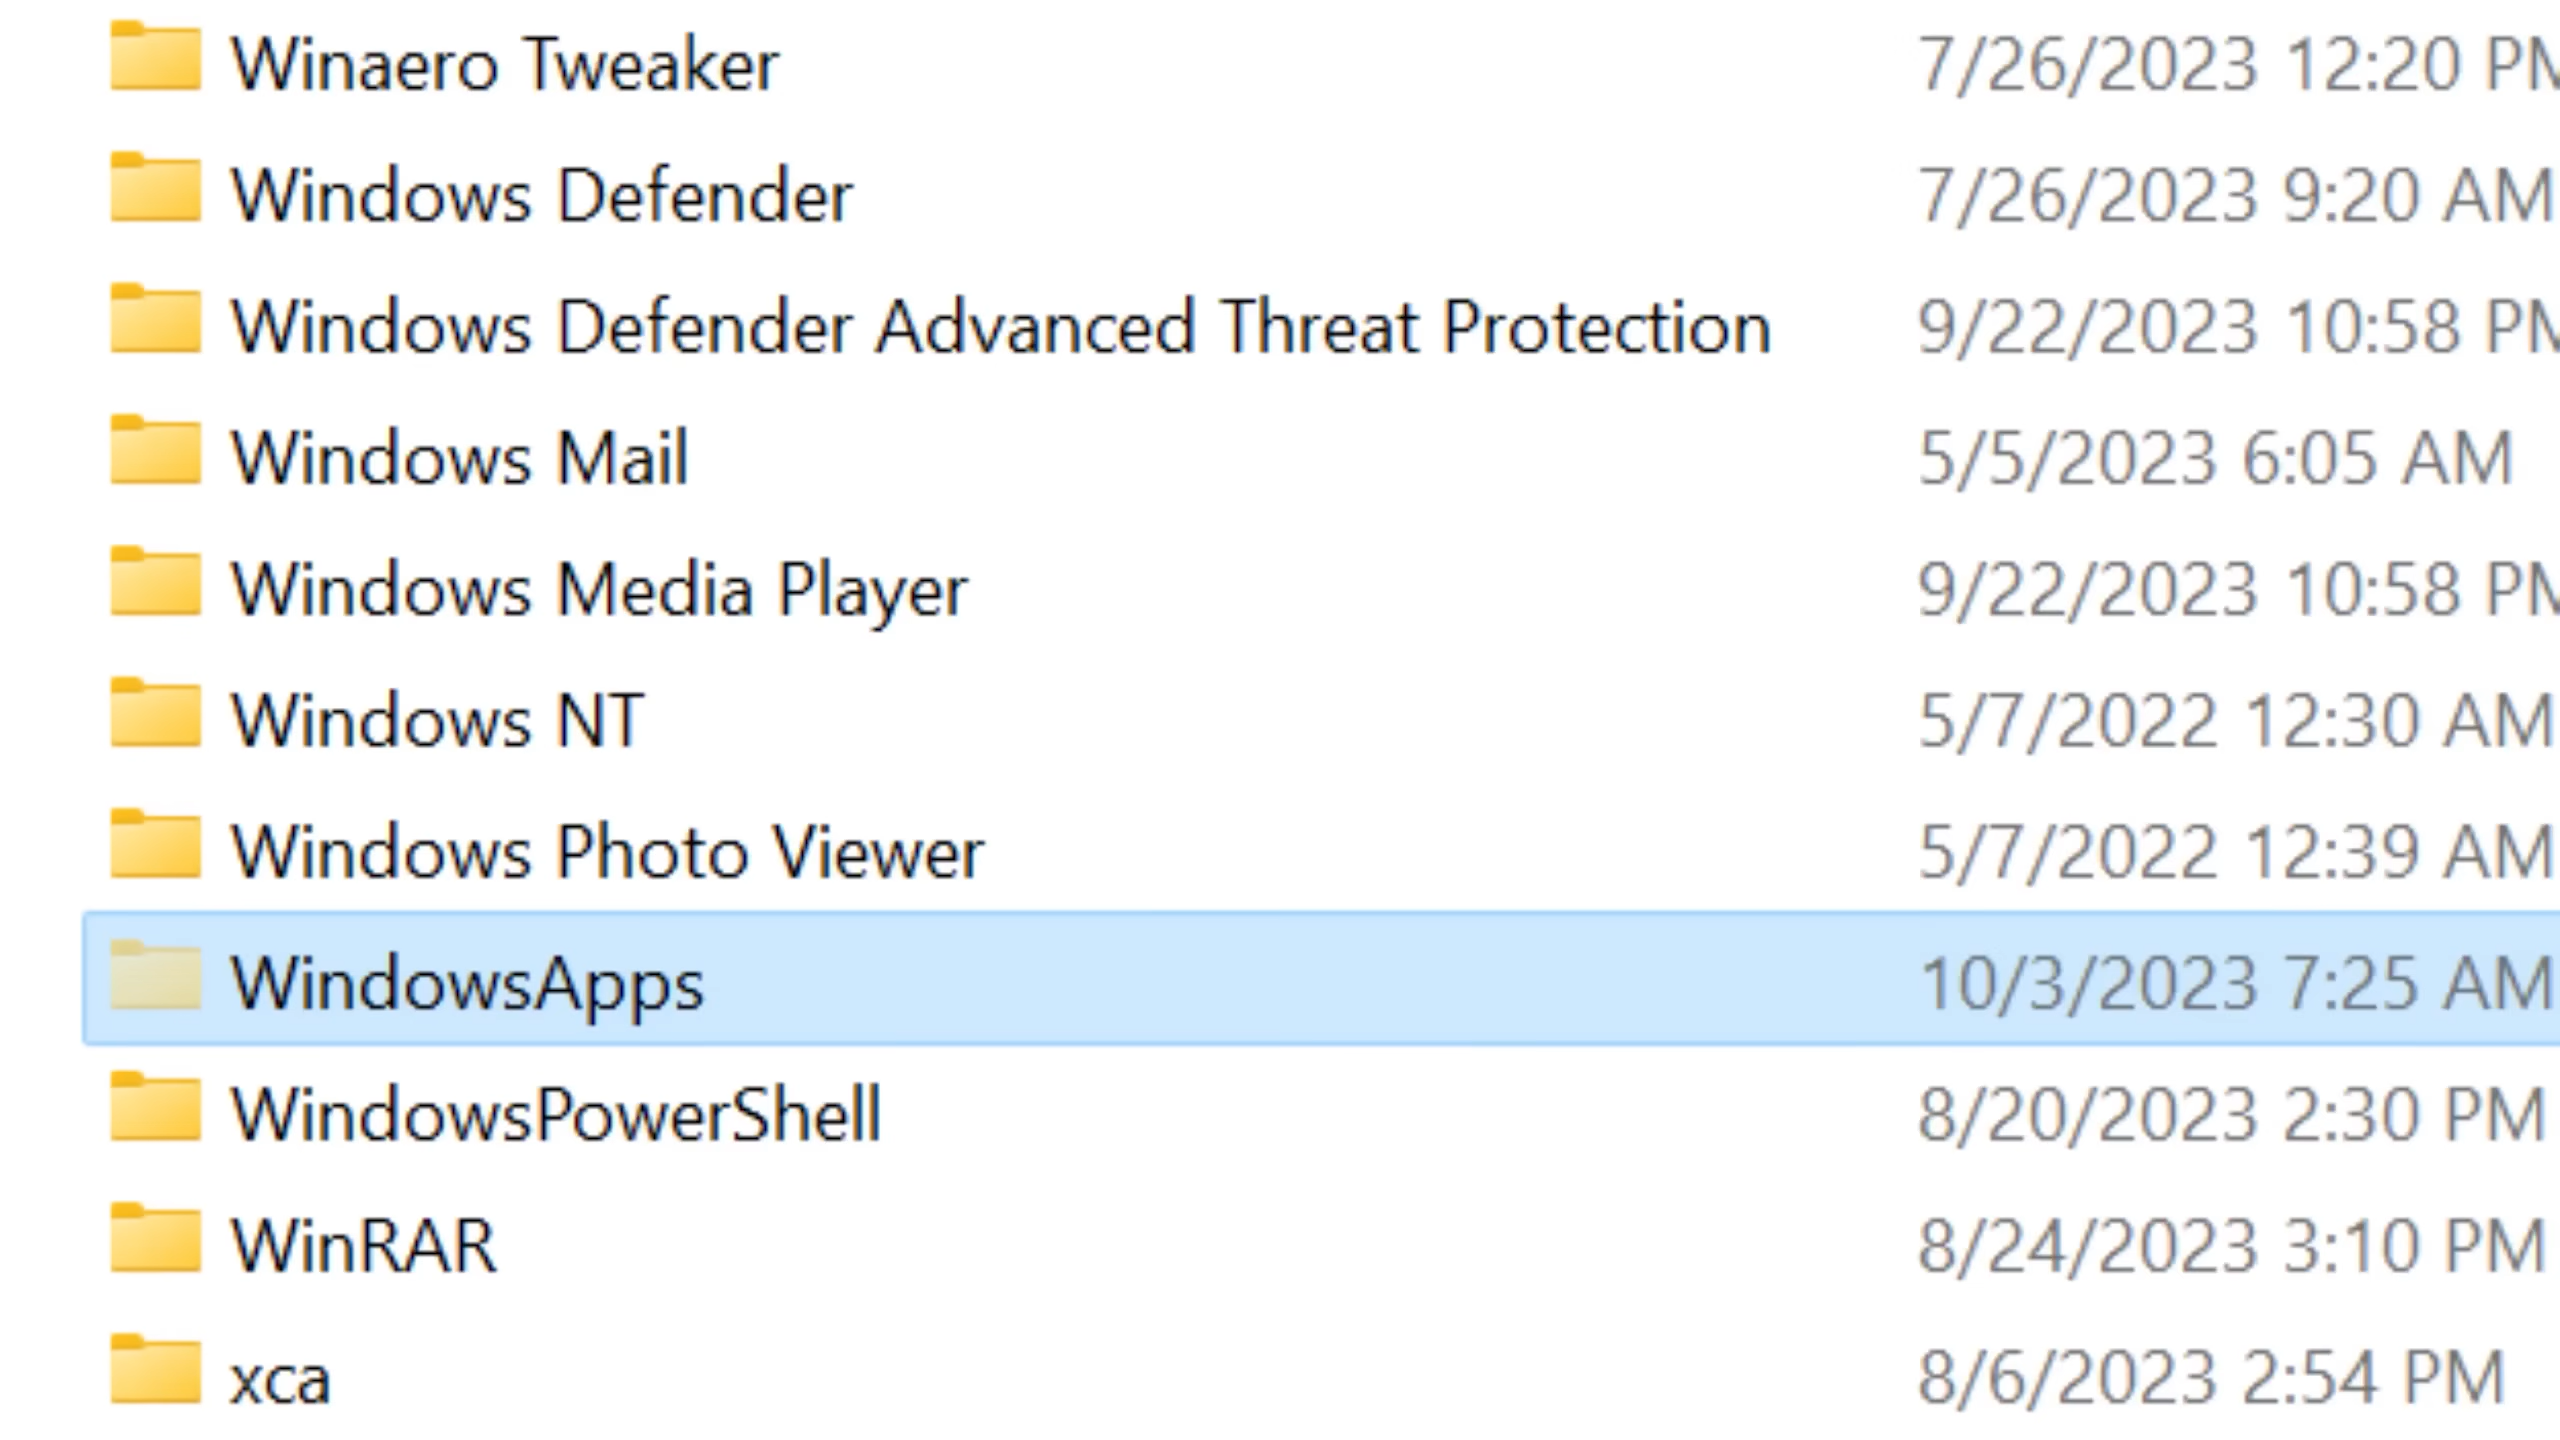 Winaero Tweaker 7/26/2023 12:20 PM
Windows Defender 7/26/2023 9:20 AM
Windows Defender Advanced Threat Protection 9/22/2023 10:58 PM
Windows Mail 5/5/2023 6:05 AM
Windows Media Player 9/22/2023 10:58 PM
Windows NT 5/7/2022 12:30 AM
Windows Photo Viewer 5/7/2022 12:39 AM
WindowsApps 10/3/2023 7:25 AM
WindowsPowerShell 8/20/2023 2:30 PM
WinRAR 8/24/2023 3:10 PM
xca 8/6/2023 2:54 PM